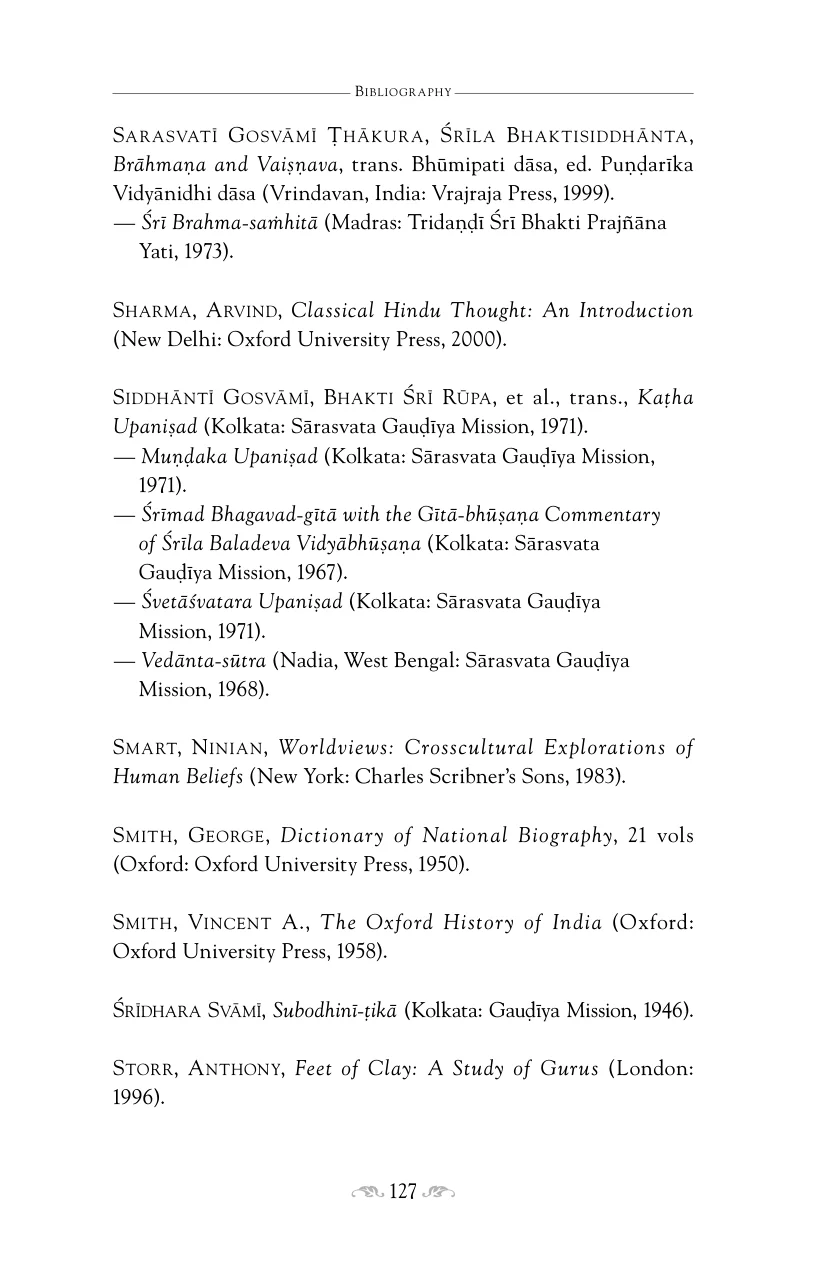 Bibliography
Sarasvatī Gosvāmī Ṭhākura, Śrīla Bhaktisiddhānta,
Brāhmaṇa and Vaiṣṇava, trans. Bhūmipati dāsa, ed. Puṇḍarīka
Vidyānidhi dāsa (Vrindavan, India: Vrajraja Press, 1999).
— Śrī Brahma-saṁhitā (Madras: Tridaṇḍī Śrī Bhakti Prajñāna
Yati, 1973).
Sharma, Arvind, Classical Hindu Thought: An Introduction
(New Delhi: Oxford University Press, 2000).
Siddhāntī Gosvāmī, Bhakti Śrī Rūpa, et al., trans., Kaṭha
Upaniṣad (Kolkata: Sārasvata Gauḍīya Mission, 1971).
— Muṇḍaka Upaniṣad (Kolkata: Sārasvata Gauḍīya Mission,
1971).
— Śrīmad Bhagavad-gītā with the Gītā-bhūṣaṇa Commentary
of Śrīla Baladeva Vidyābhūṣaṇa (Kolkata: Sārasvata
Gauḍīya Mission, 1967).
— Śvetāśvatara Upaniṣad (Kolkata: Sārasvata Gauḍīya
Mission, 1971).
— Vedānta-sūtra (Nadia, West Bengal: Sārasvata Gauḍīya
Mission, 1968).
Smart, Ninian, Worldviews: Crosscultural Explorations of
Human Beliefs (New York: Charles Scribner’s Sons, 1983).
Smith, George, Dictionary of National Biography, 21 vols
(Oxford: Oxford University Press, 1950).
Smith, Vincent A., The Oxford History of India (Oxford:
Oxford University Press, 1958).
Śrīdhara Svāmī, Subodhinī-ṭikā (Kolkata: Gauḍīya Mission, 1946).
Storr, Anthony, Feet of Clay: A Study of Gurus (London:
1996).
127